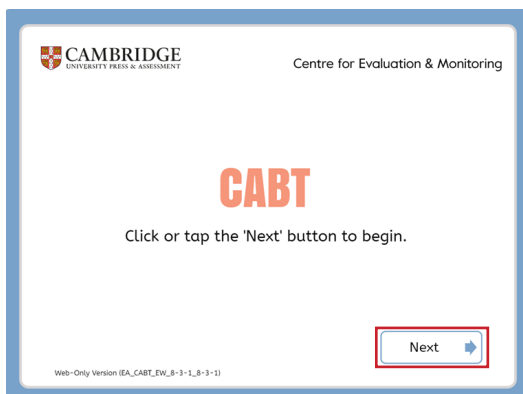 CAMBRIDGE
UNIVERSITY PRESS & ASSESSMENT
Centre for Evaluation & Monitoring
CABT
Click or tap the 'Next' button to begin.
Next
Web-Only Version (EA_CABT_EW_8-3-1_8-3-1)